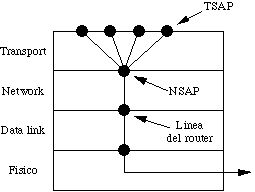 TSAP
Transport
Network
NSAP
Data link
Linea
del router
Fisico